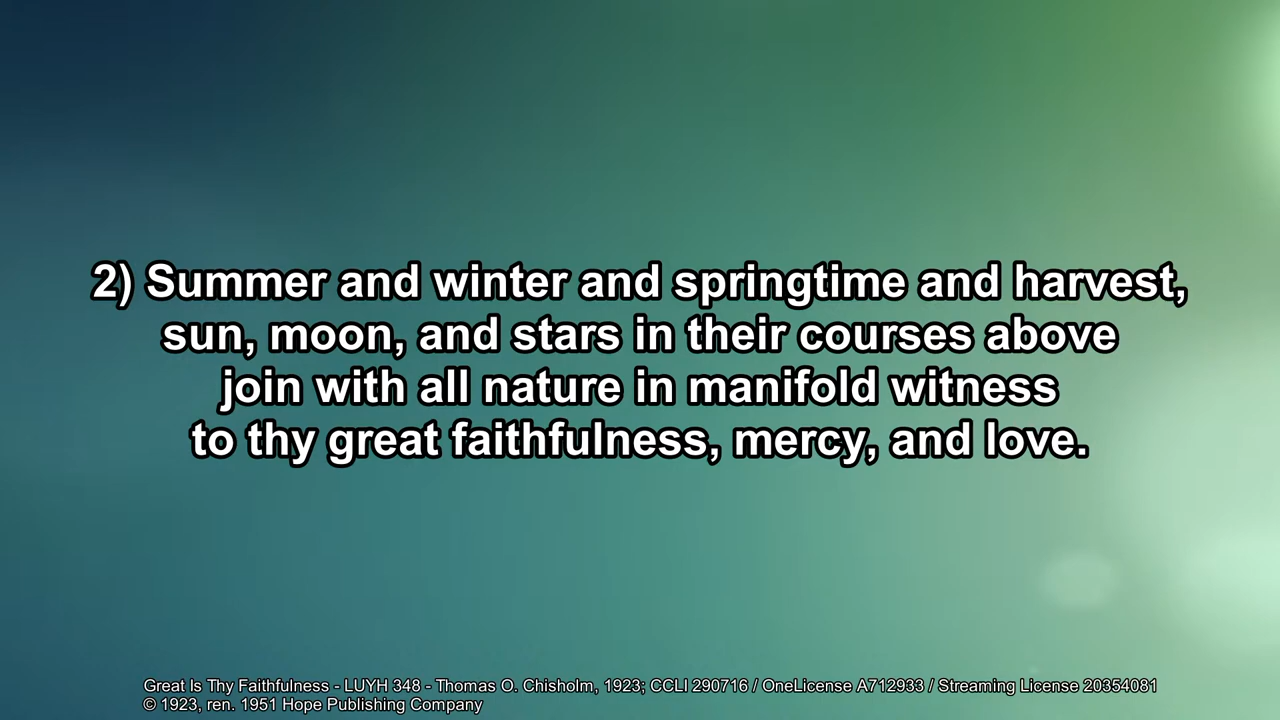 2) Summer and winter and springtime and harvest,
sun, moon, and stars in their courses above
join with all nature in manifold witness
to thy great faithfulness, mercy, and love.
Great Is Thy Faithfulness - LUYH 348 - Thomas O. Chisholm, 1923; CCLI 290716 / OneLicense A712933 / Streaming License 20354081
© 1923, ren. 1951 Hope Publishing Company